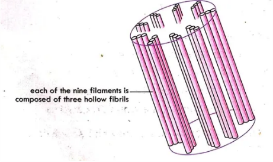 each of the nine filaments is
composed of three hollow fibrils